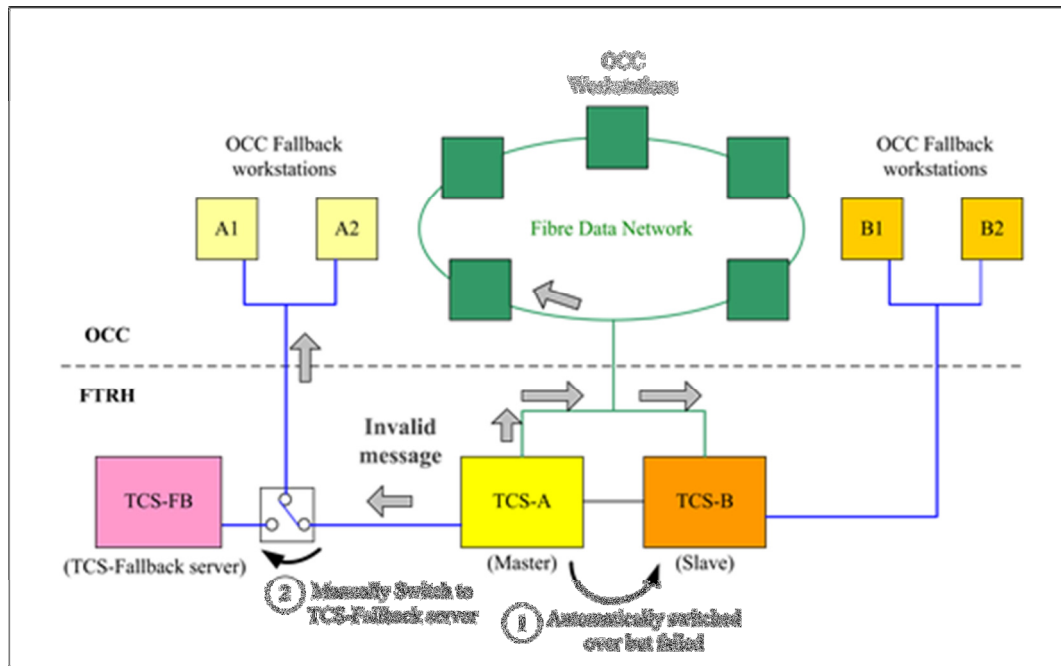 OCC
Workstations
OCC Fallback
workstations
OCC Fallback
workstations
A1
A2
B1
B2
Fibre Data Network
OCC
FTRH
Invalid
message
TCS-FB
TCS-A
TCS-B
(TCS-Fallback server)
(Master)
(Slave)
2 Manually Switch to
TCS-Fallback server
1 Automatically switched
over but failed